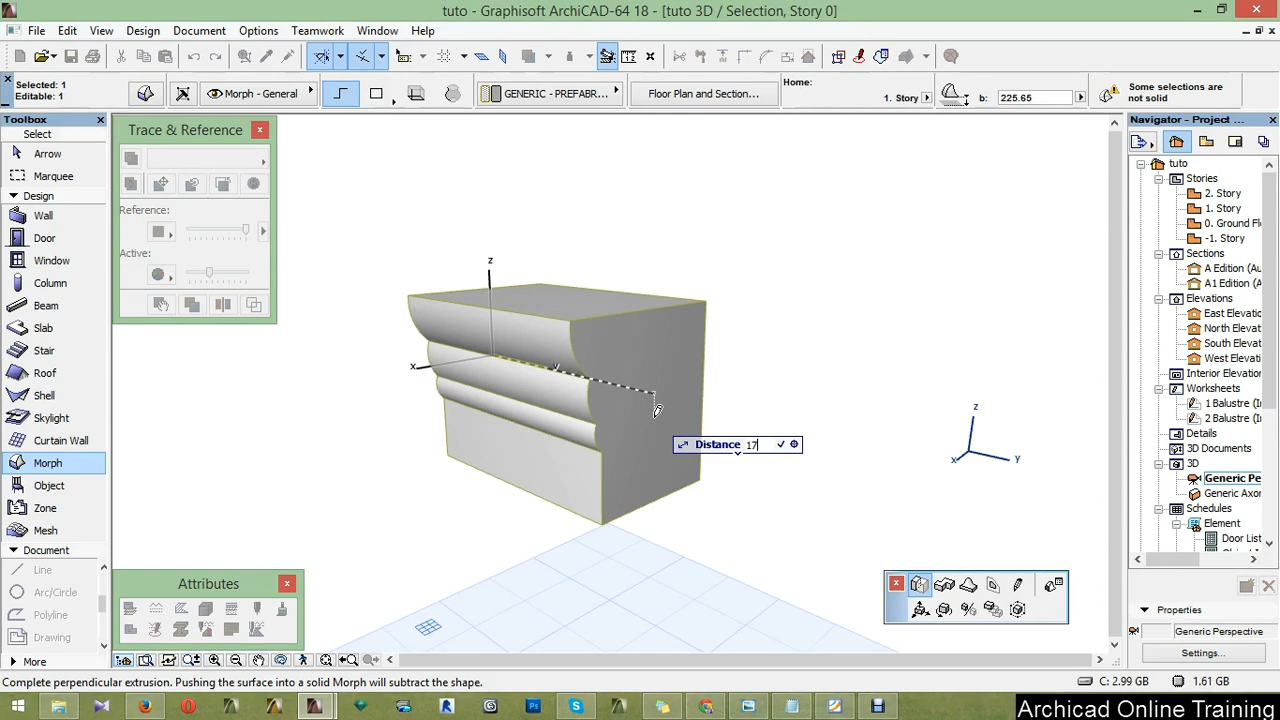 tuto - Graphisoft ArchiCAD-64 18 - [tuto 3D / Selection, Story 0]
File Edit View Design Document Options Teamwork Window Help
Selected: 1
Editable: 1
Morph - General
GENERIC - PREFABR...
Floor Plan and Section...
Home:
1. Story
b: 225.65
Some selections are
not solid
Toolbox
Select
Arrow
Marquee
Design
Wall
Door
Window
Column
Beam
Slab
Stair
Roof
Shell
Skylight
Curtain Wall
Morph
Object
Zone
Mesh
Document
Line
Arc/Circle
Polyline
Drawing
More
Trace & Reference
Reference:
Active:
z
x
y
Distance 17
z
x
y
Attributes
Navigator - Project ...
tuto
Stories
2. Story
1. Story
0. Ground Fl
-1. Story
Sections
A Edition (Au
A1 Edition (A
Elevations
East Elevatio
North Elevat
South Elevat
West Elevati
Interior Elevatio
Worksheets
1 Balustre (In
2 Balustre (In
Details
3D Documents
3D
Generic Pe
Generic Axon
Schedules
Element
Door List
Properties
Generic Perspective
Settings...
Complete perpendicular extrusion. Pushing the surface into a solid Morph will subtract the shape.
C: 2.99 GB
1.61 GB
Archicad Online Training